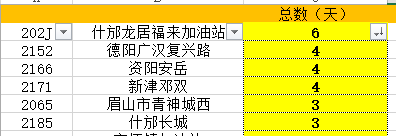 总数（天）
202J 什邡龙居福来加油站 6
2152 德阳广汉复兴路 4
2166 资阳安岳 4
2171 新津邓双 4
2065 眉山市青神城西 3
2185 什邡长城 3